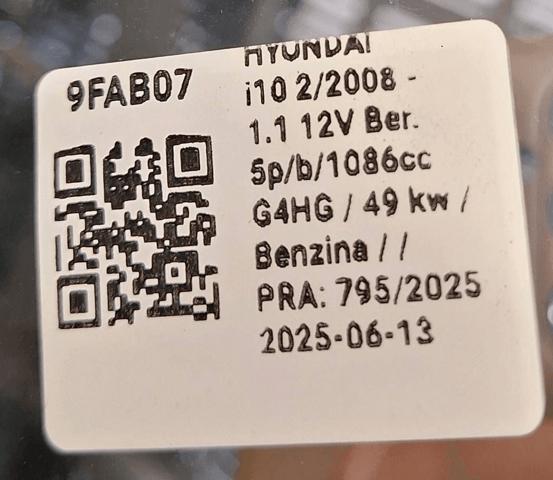 9FAB07
HYUNDAI
i10 2/2008 -
1.1 12V Ber.
5p/b/1086cc
G4HG / 49 kw /
Benzina / /
PRA: 795/2025
2025-06-13